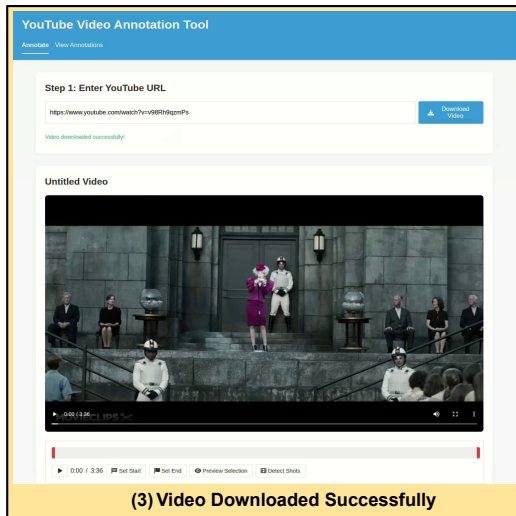 YouTube Video Annotation Tool
Annotate View Annotations
Step 1: Enter YouTube URL
https://www.youtube.com/watch?v=v98Rh9qzmPs
Download
Video
Video downloaded successfully!
Untitled Video
0:00 / 3:36
MOVIECLIPS
0:00 / 3:36 Set Start Set End Preview Selection Detect Shots
(3) Video Downloaded Successfully